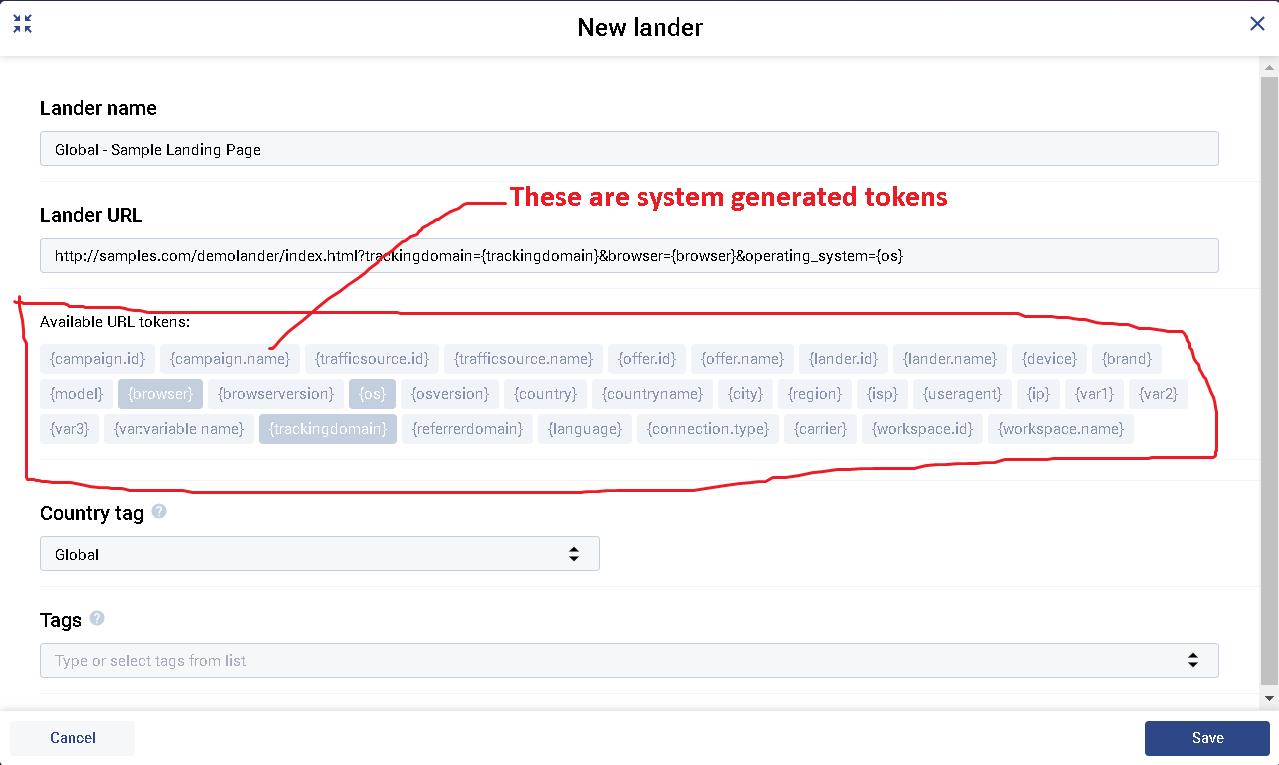 New lander
Lander name
Global - Sample Landing Page
These are system generated tokens
Lander URL
http://samples.com/demolander/index.html?trackingdomain={trackingdomain}&browser={browser}&operating_system={os}
Available URL tokens:
{campaign.id} {campaign.name} {trafficsource.id} {trafficsource.name} {offer.id} {offer.name} {lander.id} {lander.name} {device} {brand}
{model} {browser} {browserversion} {os} {osversion} {country} {countryname} {city} {region} {isp} {useragent} {ip} {var1} {var2}
{var3} {var:variable name} {trackingdomain} {referrerdomain} {language} {connection.type} {carrier} {workspace.id} {workspace.name}
Country tag ?
Global
Tags ?
Type or select tags from list
Cancel Save